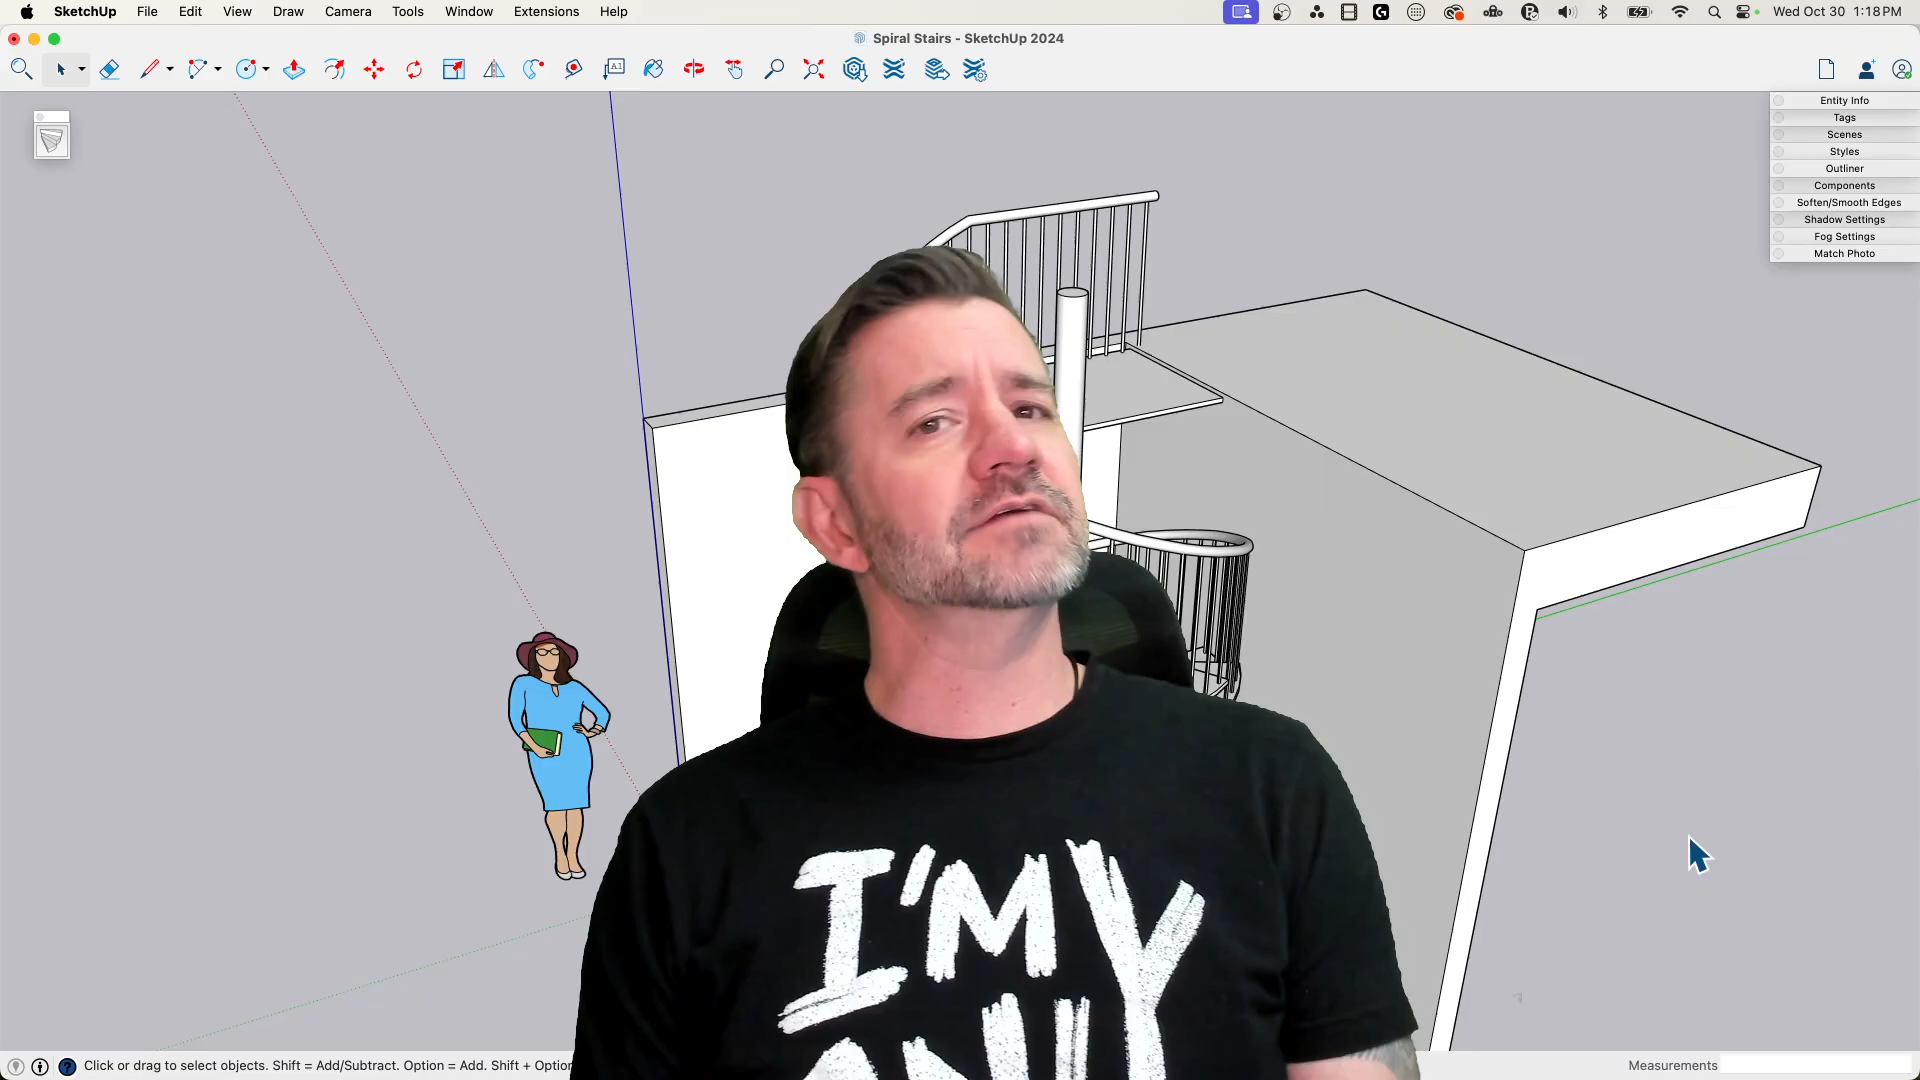 SketchUp File Edit View Draw Camera Tools Window Extensions Help Wed Oct 30 1:18 PM
Spiral Stairs - SketchUp 2024
A1
Entity Info
Tags
Scenes
Styles
Outliner
Components
Soften/Smooth Edges
Shadow Settings
Fog Settings
Match Photo
I'M Y
Click or drag to select objects. Shift = Add/Subtract. Option = Add. Shift + Option
Measurements